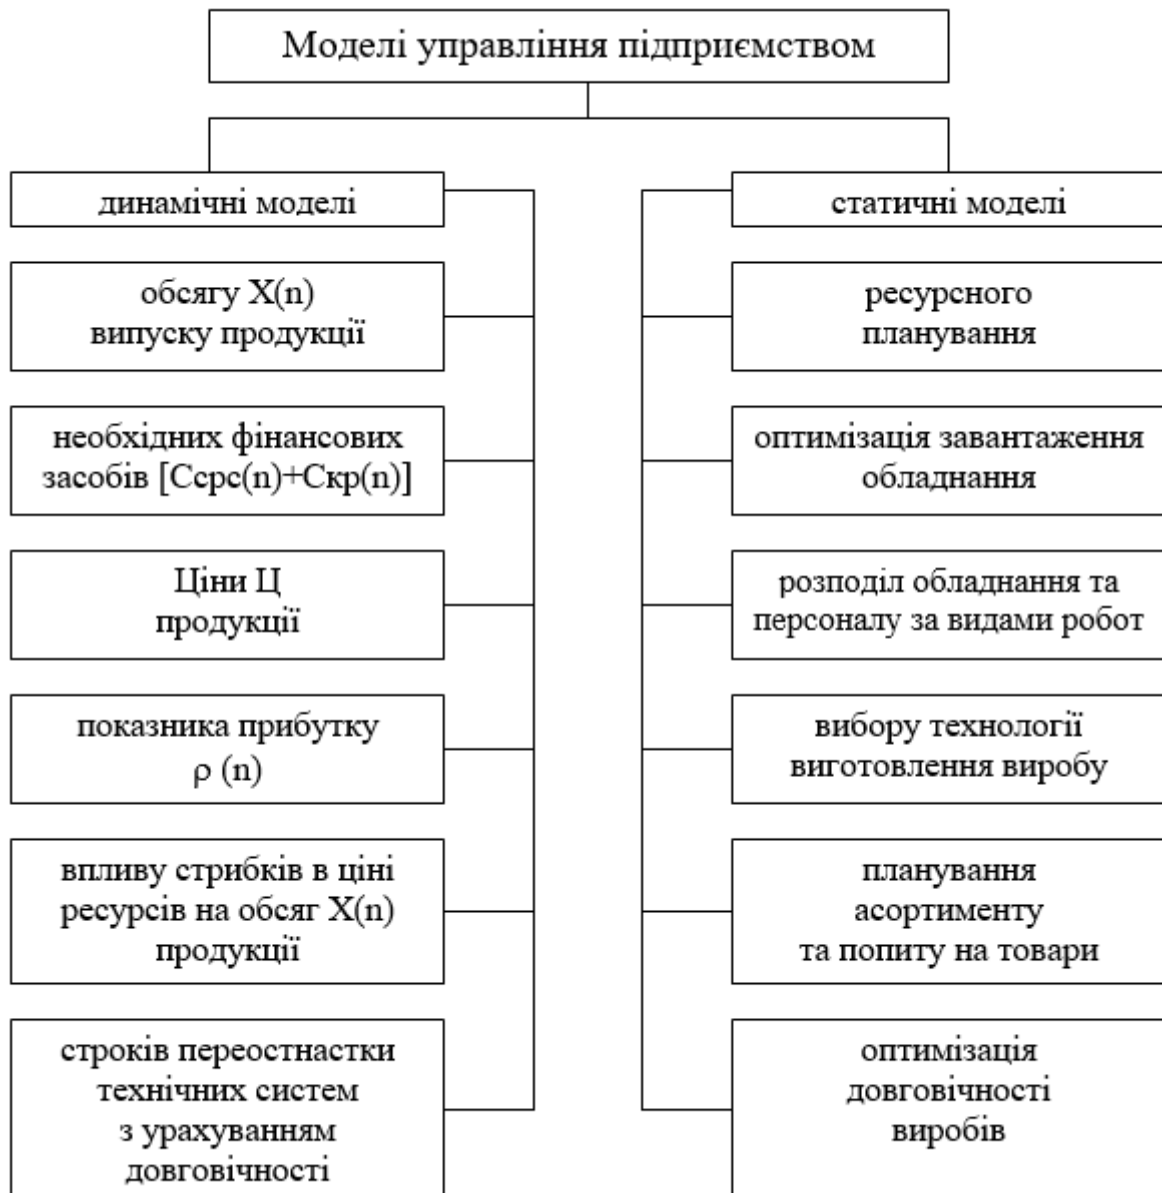 Моделі управління підприємством
динамічні моделі
обсягу X(n)
випуску продукції
необхідних фінансових
засобів [Ссрс(n)+Скр(n)]
Ціни Ц
продукції
показника прибутку
ρ (n)
впливу стрибків в ціні
ресурсів на обсяг X(n)
продукції
строків переостнастки
технічних систем
з урахуванням
довговічності
статичні моделі
ресурсного
планування
оптимізація завантаження
обладнання
розподіл обладнання та
персоналу за видами робот
вибору технології
виготовлення виробу
планування
асортименту
та попиту на товари
оптимізація
довговічності
виробів